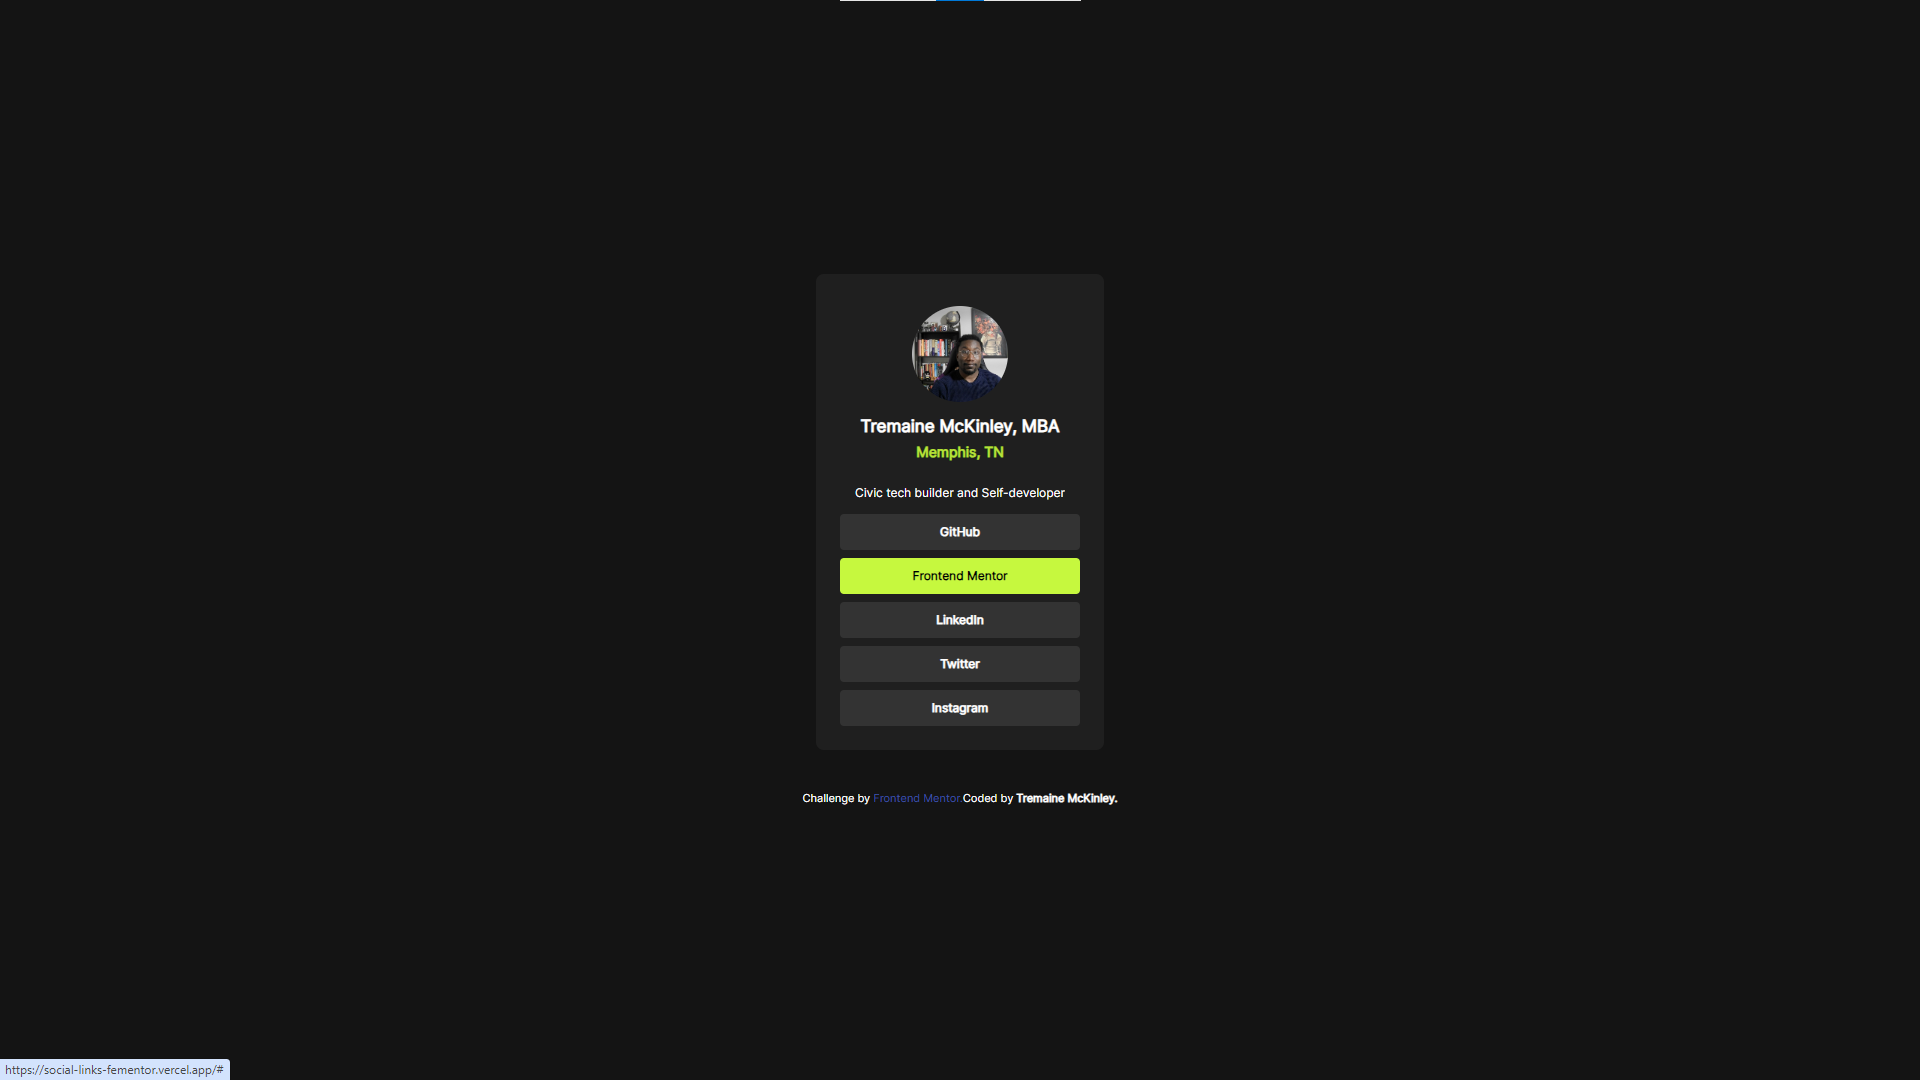 Tremaine McKinley, MBA
Memphis, TN
Civic tech builder and Self-developer
GitHub
Frontend Mentor
LinkedIn
Twitter
Instagram
Challenge by Frontend Mentor.Coded by Tremaine McKinley.
https://social-links-fementor.vercel.app/#